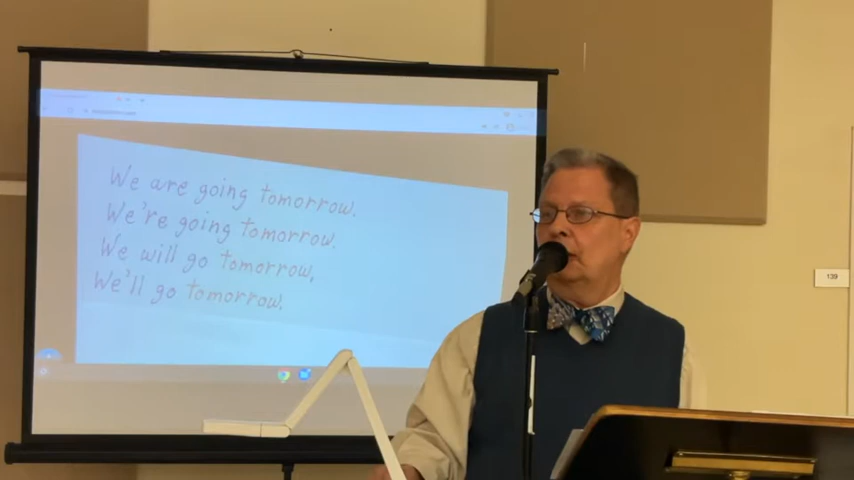 We are going tomorrow.
We're going tomorrow.
We will go tomorrow.
We'll go tomorrow.
139